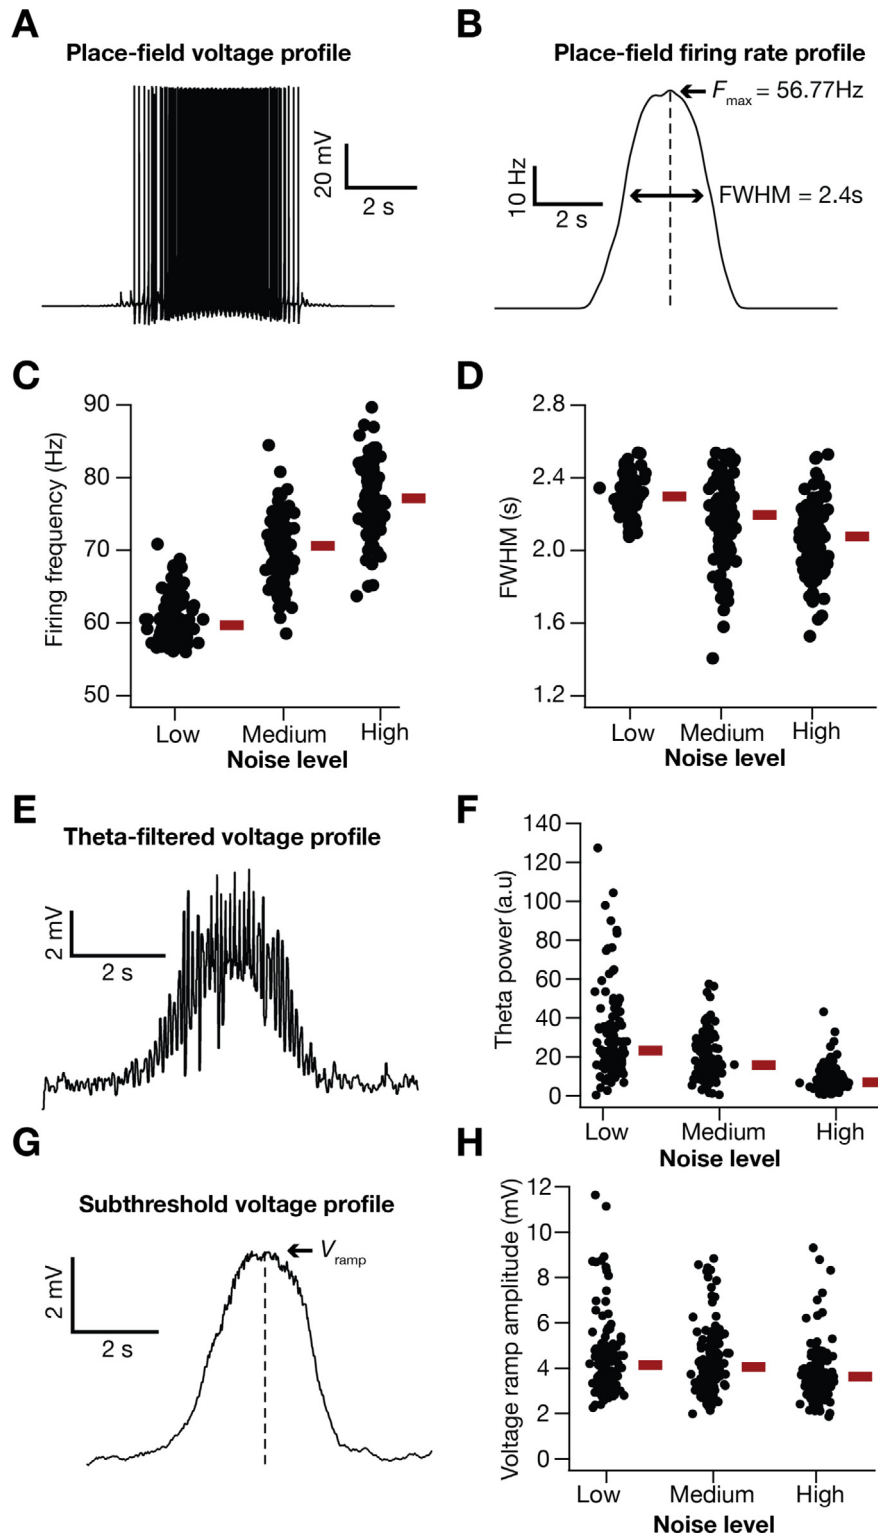 A
Place-field voltage profile
20 mV
2 s
B
Place-field firing rate profile
Fmax = 56.77Hz
10 Hz
2 s
FWHM = 2.4s
C
Firing frequency (Hz)
90
80
70
60
50
Low Medium High
Noise level
D
FWHM (s)
2.8
2.4
2.0
1.6
1.2
Low Medium High
Noise level
E
Theta-filtered voltage profile
2 mV
2 s
F
Theta power (a.u)
140
120
100
80
60
40
20
0
Low Medium High
Noise level
G
Subthreshold voltage profile
Vramp
2 mV
2 s
H
Voltage ramp amplitude (mV)
12
10
8
6
4
2
0
Low Medium High
Noise level